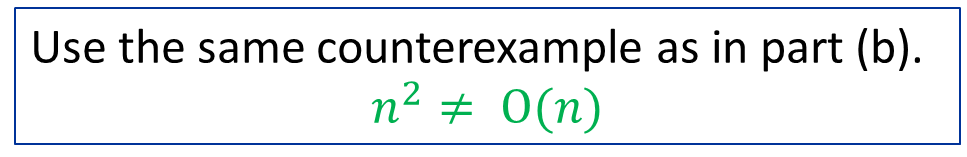 Use the same counterexample as in part (b).
n² ≠ O(n)